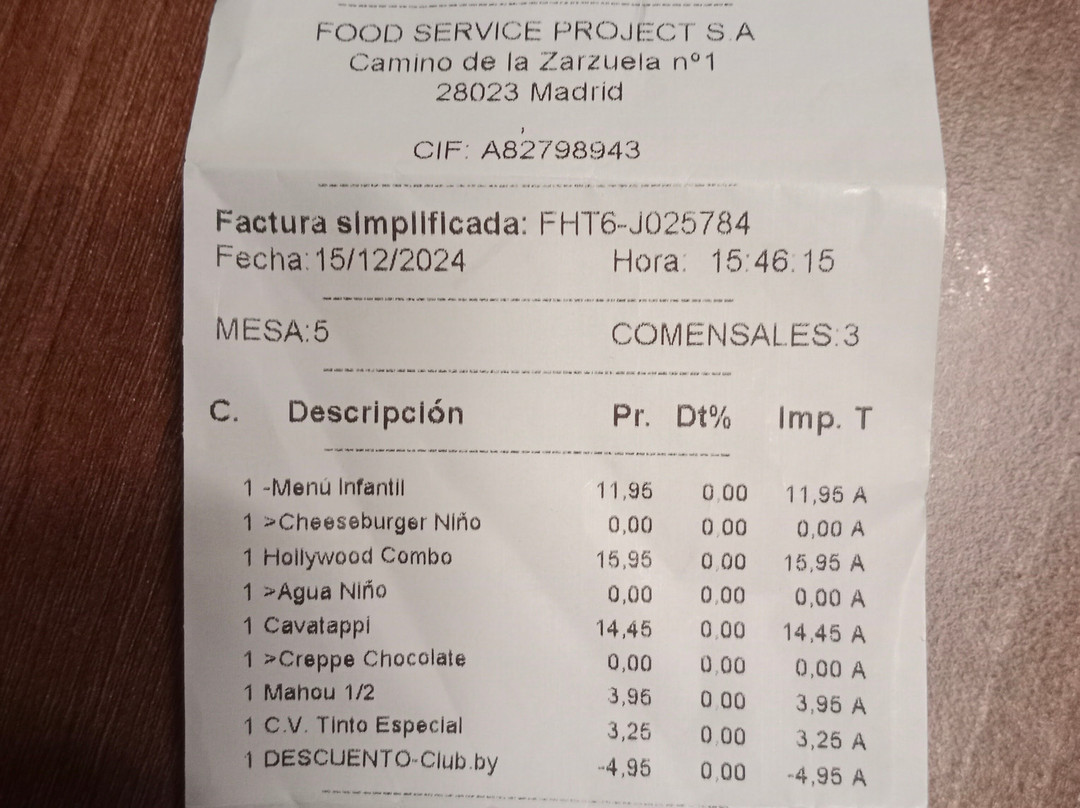 FOOD SERVICE PROJECT S.A
Camino de la Zarzuela nº1
28023 Madrid
,
CIF: A82798943
Factura simplificada: FHT6-J025784
Fecha:15/12/2024 Hora: 15:46:15
MESA:5 COMENSALES:3
C. Descripción Pr. Dt% Imp. T
1 -Menú Infantil 11,95 0,00 11,95 A
1 >Cheeseburger Niño 0,00 0,00 0,00 A
1 Hollywood Combo 15,95 0,00 15,95 A
1 >Agua Niño 0,00 0,00 0,00 A
1 Cavatappi 14,45 0,00 14,45 A
1 >Creppe Chocolate 0,00 0,00 0,00 A
1 Mahou 1/2 3,95 0,00 3,95 A
1 C.V. Tinto Especial 3,25 0,00 3,25 A
1 DESCUENTO-Club.by -4,95 0,00 -4,95 A